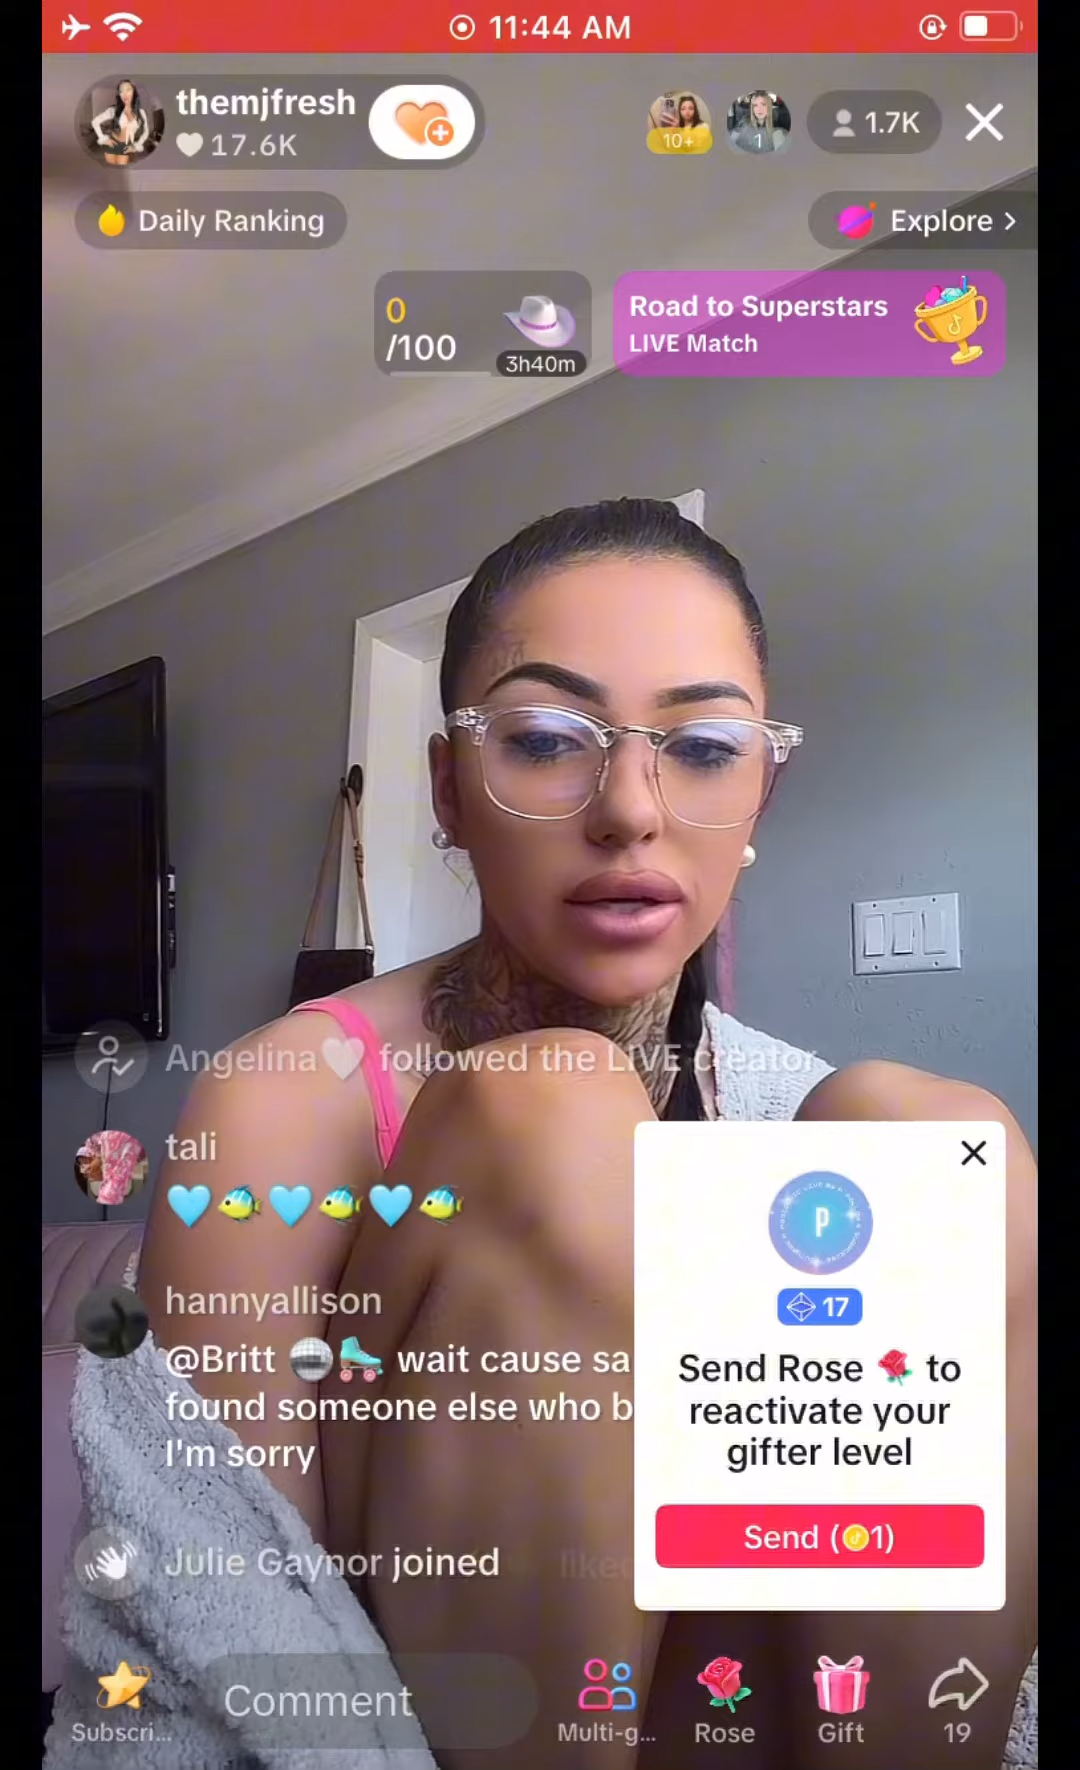 11:44 AM
themjfresh
17.6K
10+
1
1.7K
Daily Ranking
Explore >
0
/100
3h40m
Road to Superstars
LIVE Match
Angelina🤍 followed the LIVE creator
tali
🩵🐠🩵🐠🩵🐠
hannyallison
@Britt 🪩🛼 wait cause sa
found someone else who b
I'm sorry
Julie Gaynor joined
liked
P
17
Send Rose 🌹 to
reactivate your
gifter level
Send (1)
Subscri...
Comment
Multi-g...
Rose
Gift
19